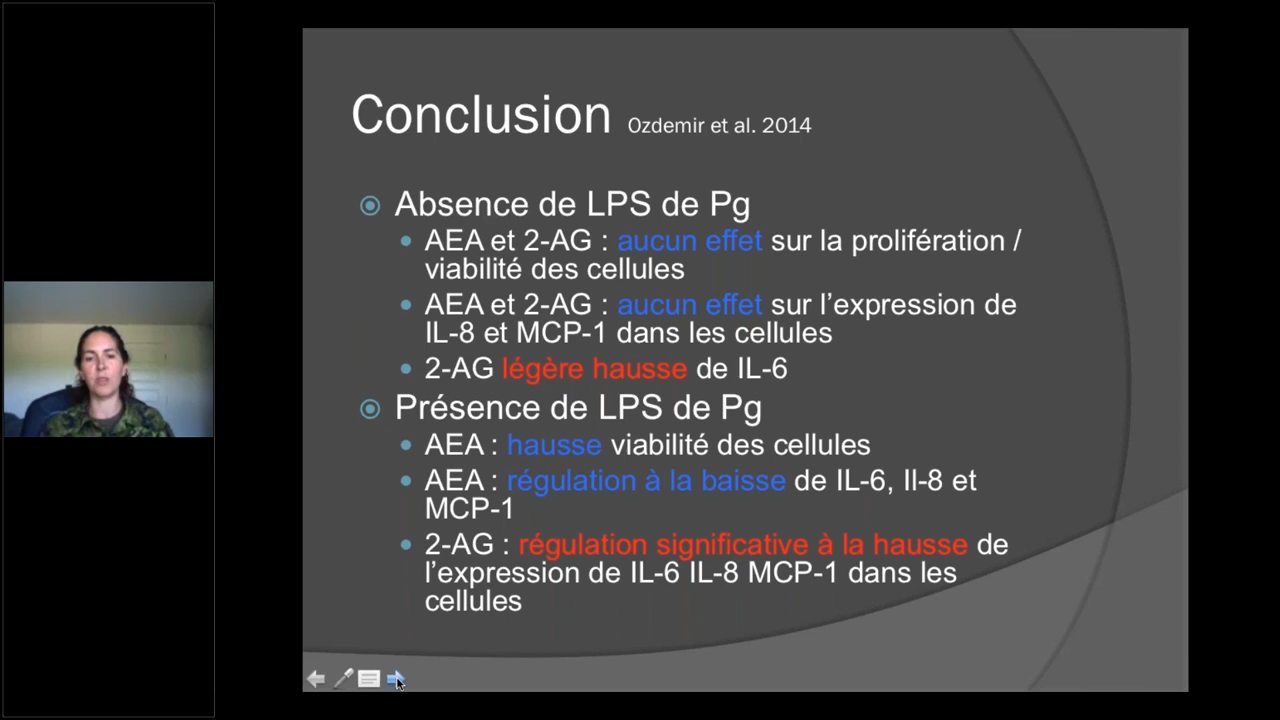 Conclusion Ozdemir et al. 2014
Absence de LPS de Pg
AEA et 2-AG : aucun effet sur la prolifération /
viabilité des cellules
AEA et 2-AG : aucun effet sur l’expression de
IL-8 et MCP-1 dans les cellules
2-AG légère hausse de IL-6
Présence de LPS de Pg
AEA : hausse viabilité des cellules
AEA : régulation à la baisse de IL-6, Il-8 et
MCP-1
2-AG : régulation significative à la hausse de
l’expression de IL-6 IL-8 MCP-1 dans les
cellules